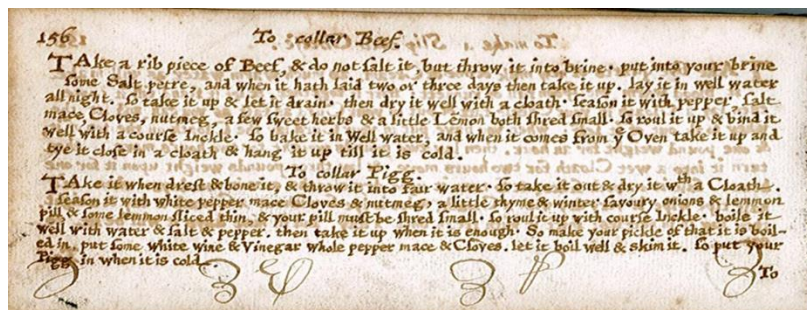 156 To collar Beef.
TAke a rib piece of Beef, & do not salt it, but throw it into brine · put into your brine
some Salt petre, and when it hath laid two or three days then take it up. lay it in well water
all night. so take it up & let it drain · then dry it well with a cloath · season it with pepper, salt
mace, Cloves, nutmeg, a few sweet herbs & a little Lemon both shred small · so roul it up & bind it
well with a course Inckle · so bake it in Well water, and when it comes from ẙ Oven take it up and
tye it close in a cloath & hang it up till it is cold.
To collar Pigg.
TAke it when drest & bone it, & throw it into fair water · so take it out & dry it wth a Cloath.
season it with white pepper mace Cloves & nutmeg, a little thyme & winter savoury onions & lemmon
pill & some lemmon sliced thin, & your pill must be shred small · so roul it up with course Inckle · boile it
well with water & salt & pepper. then take it up when it is enough · So make your pickle of that it is boil-
ed in. put some white wine & Vinegar whole pepper mace & Cloves. let it boil well & skim it. so put your
Pigg in when it is cold.
To